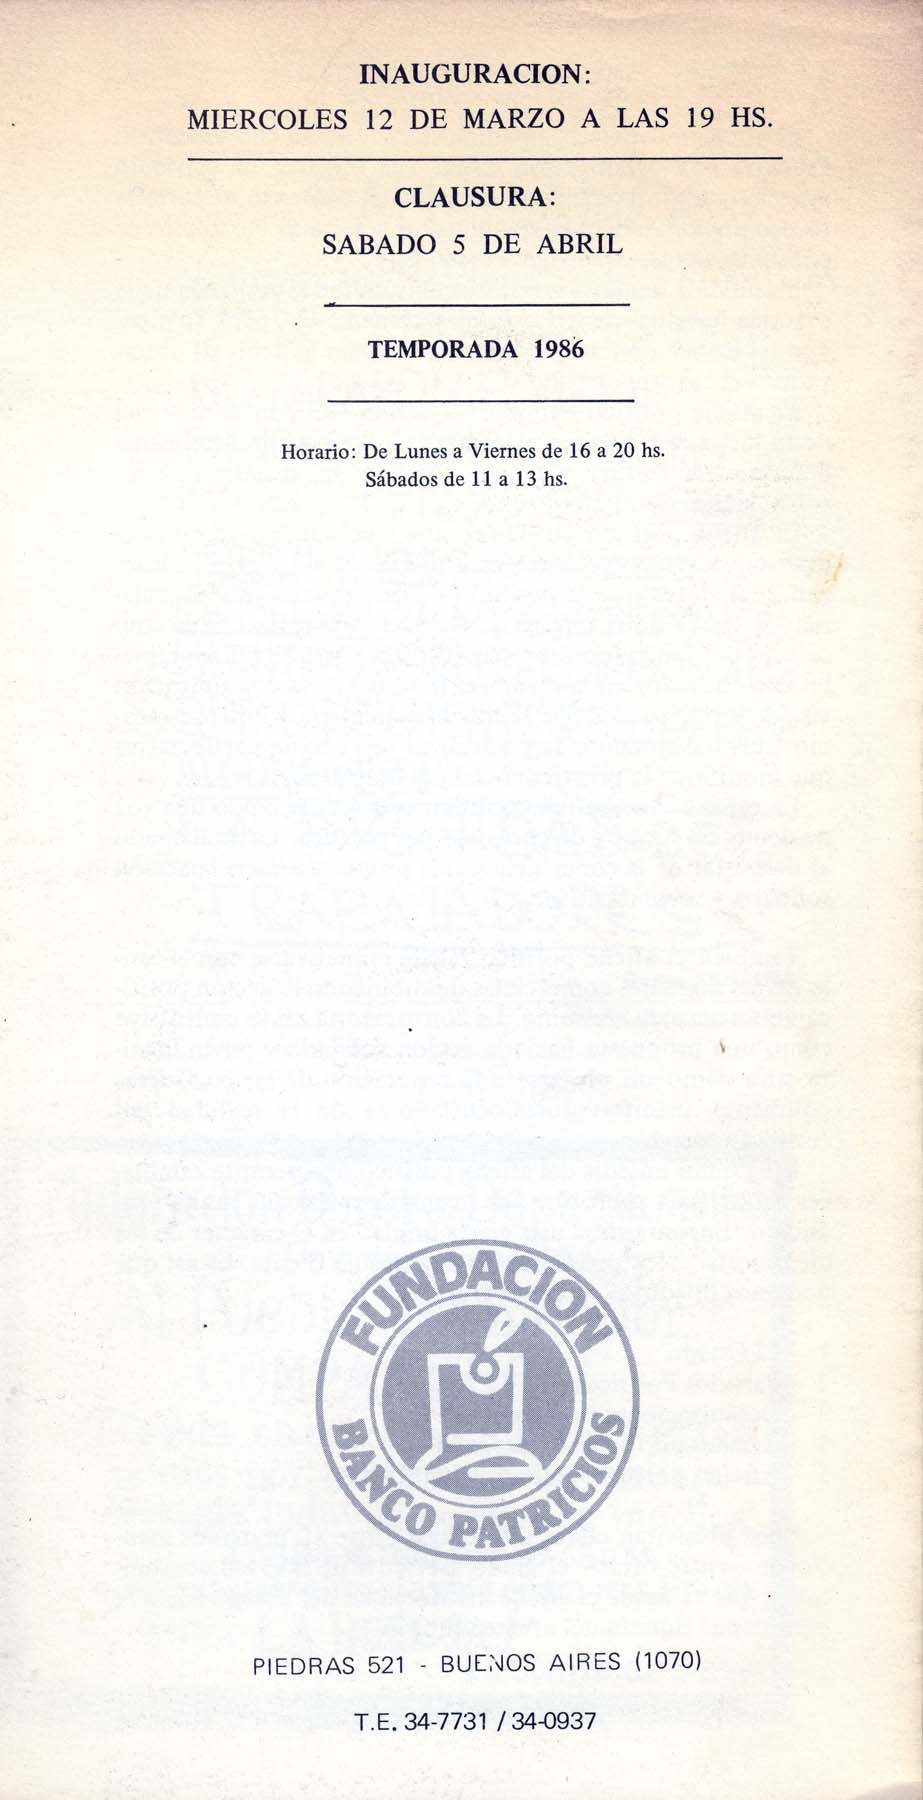 INAUGURACION:
MIERCOLES 12 DE MARZO A LAS 19 HS.
CLAUSURA:
SABADO 5 DE ABRIL
TEMPORADA 1986
Horario: De Lunes a Viernes de 16 a 20 hs.
Sábados de 11 a 13 hs.
FUNDACION
BANCO PATRICIOS
PIEDRAS 521 - BUENOS AIRES (1070)
T.E. 34-7731 / 34-0937